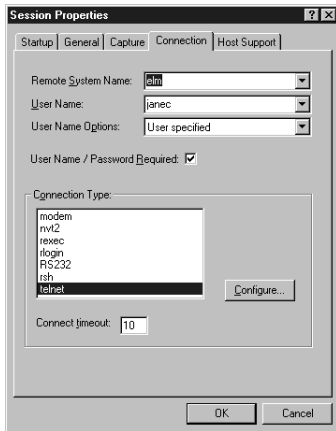 Session Properties
Startup General Capture Connection Host Support
Remote System Name: elm
User Name: janec
User Name Options: User specified
User Name / Password Required:
Connection Type:
modem
nvt2
rexec
rlogin
RS232
rsh
telnet
Configure...
Connect timeout: 10
OK Cancel